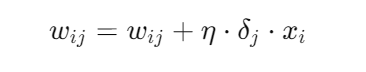 w_{ij} = w_{ij} + η · δ_j · x_i